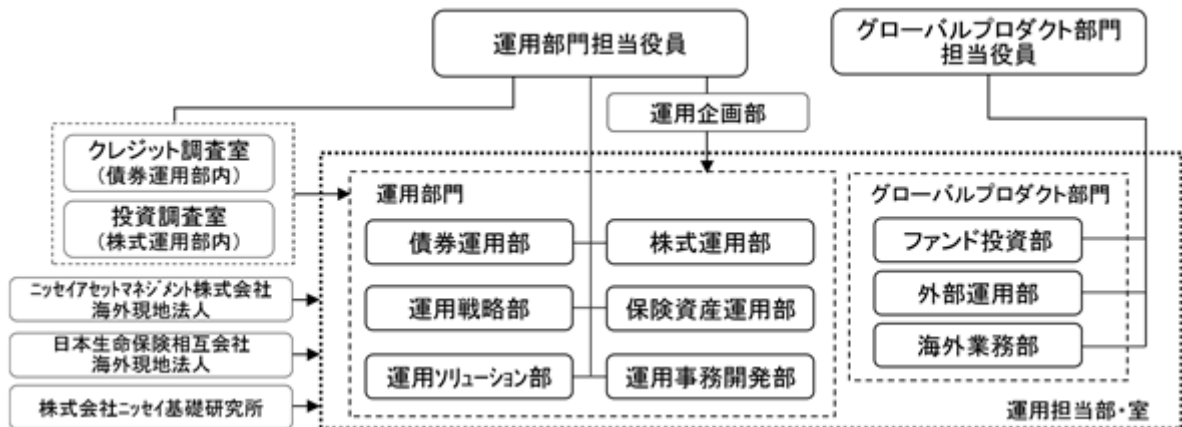 運用部門担当役員
グローバルプロダクト部門
担当役員
運用企画部
クレジット調査室
(債券運用部内)
投資調査室
(株式運用部内)
運用部門
債券運用部
株式運用部
運用戦略部
保険資産運用部
運用ソリューション部
運用事務開発部
グローバルプロダクト部門
ファンド投資部
外部運用部
海外業務部
ニッセイアセットマネジメント株式会社
海外現地法人
日本生命保険相互会社
海外現地法人
株式会社ニッセイ基礎研究所
運用担当部・室